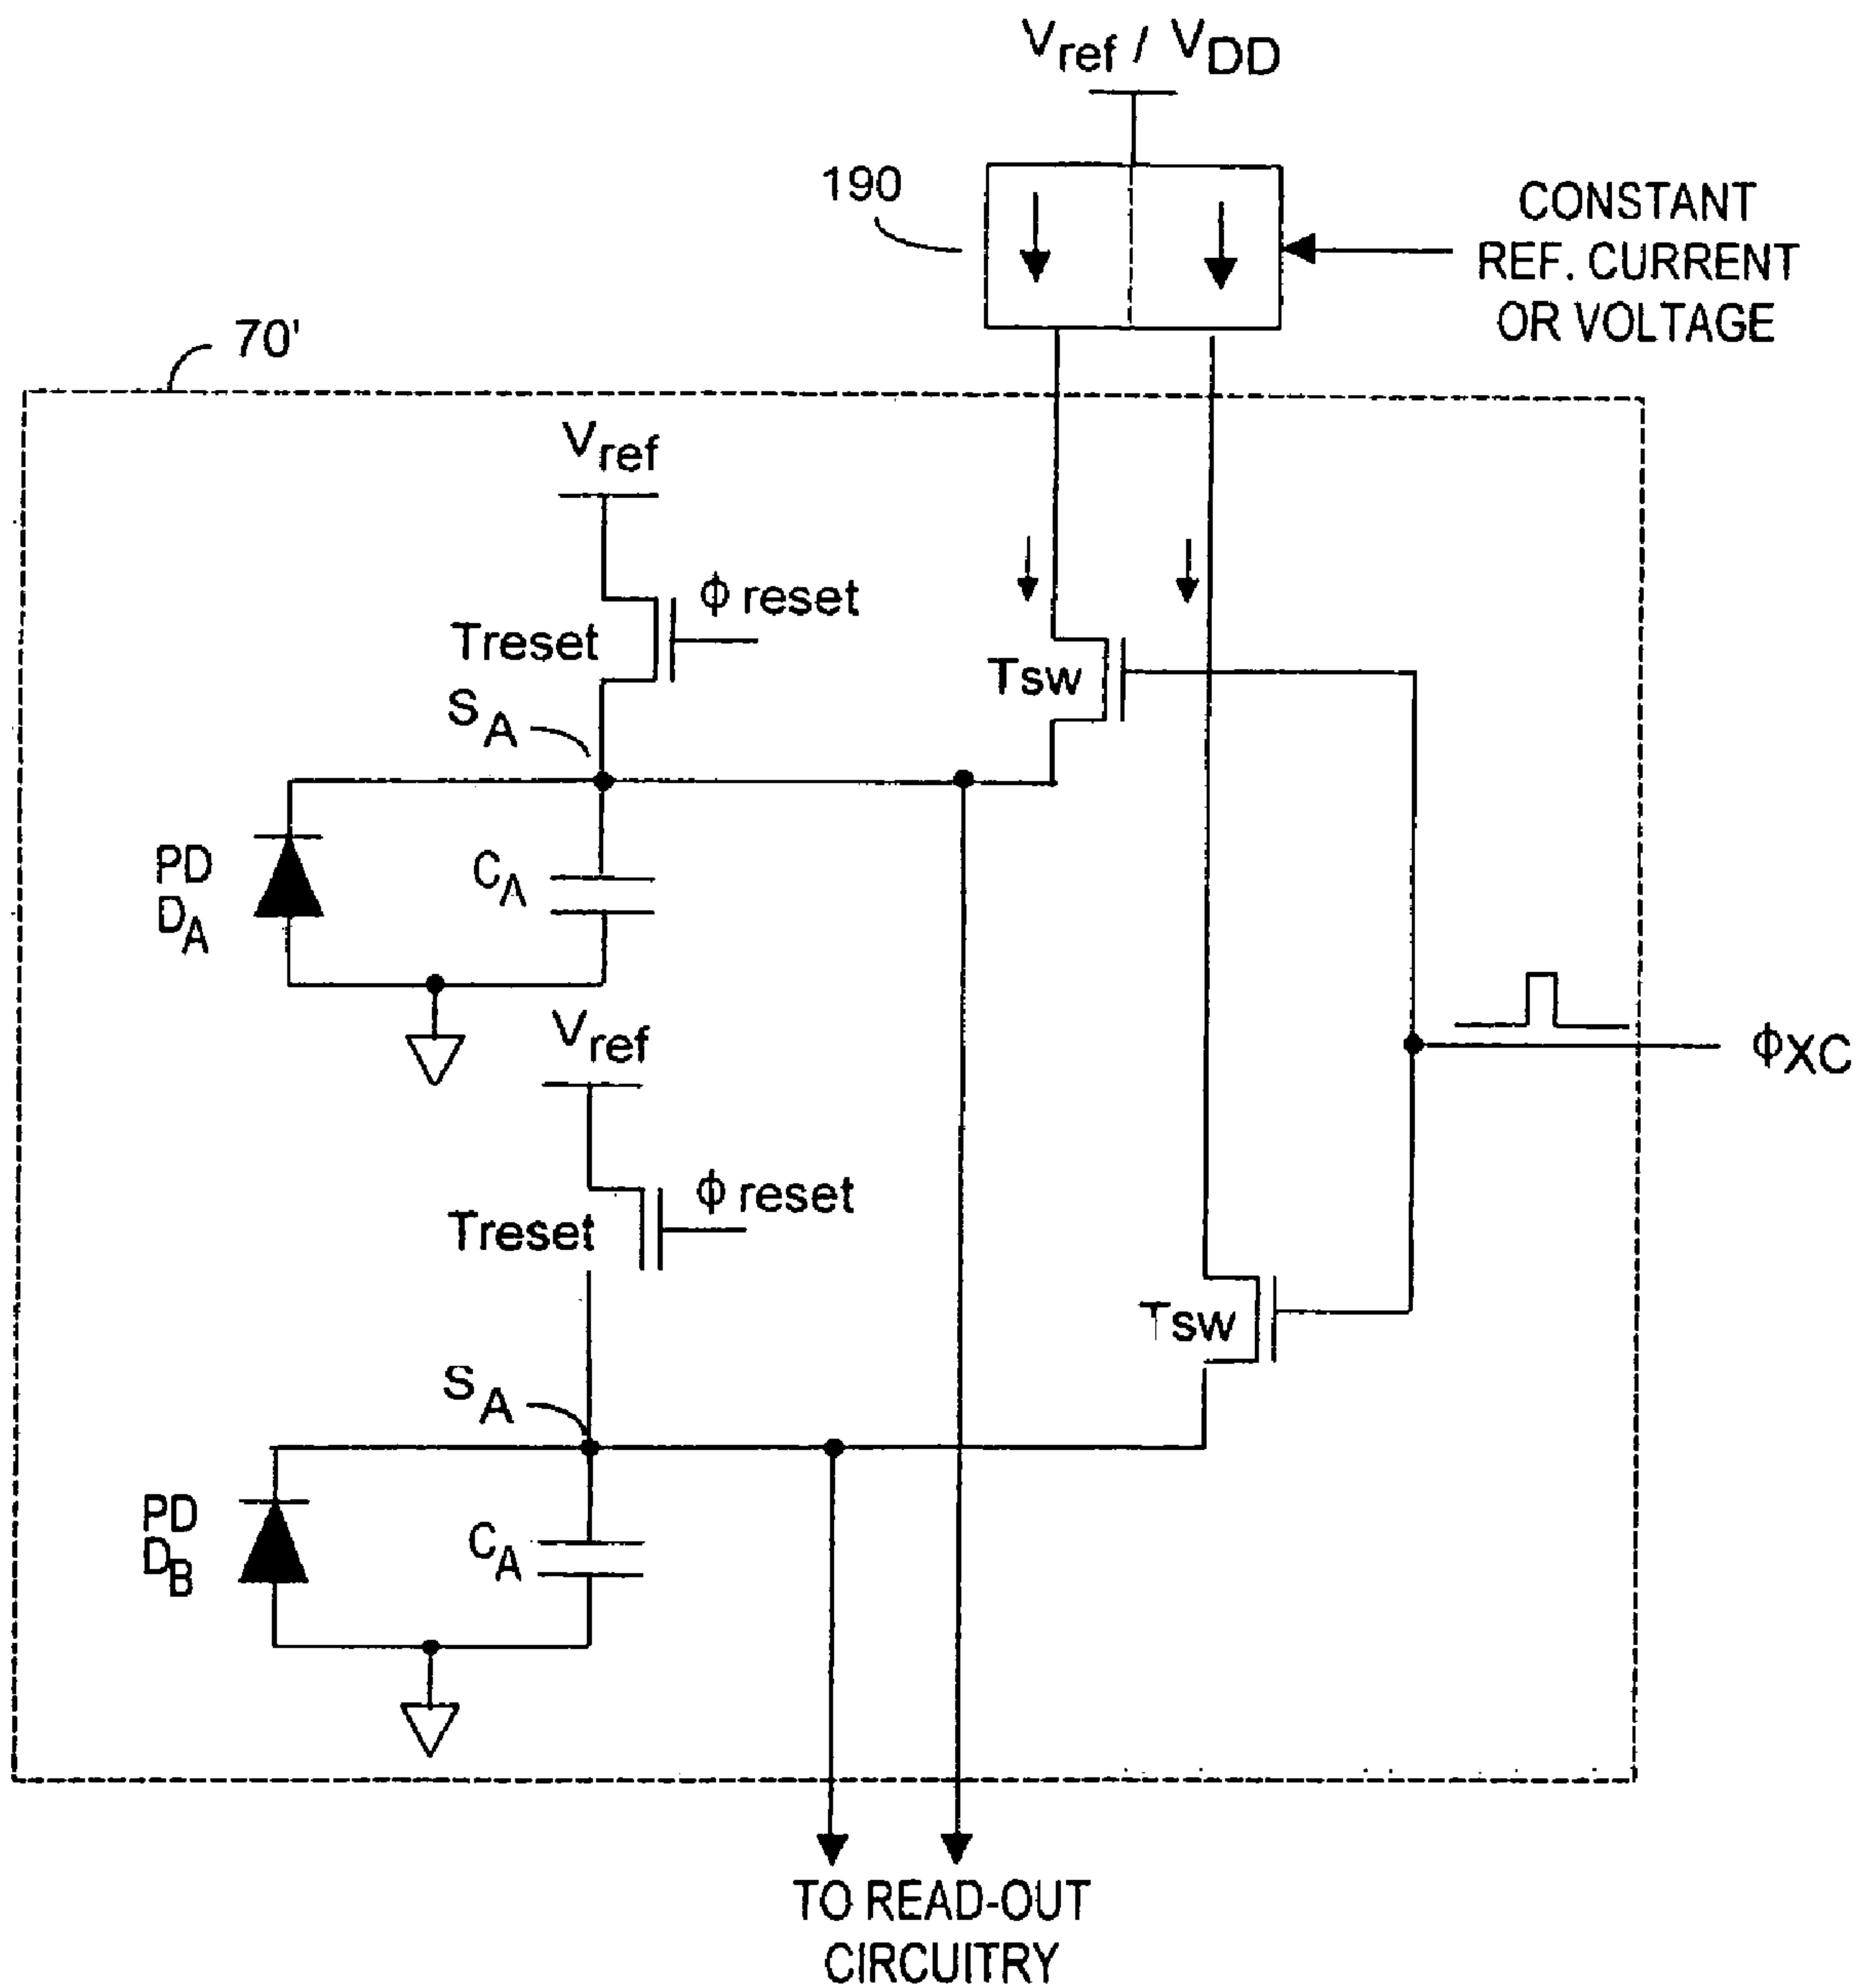 Vref / VDD
190
CONSTANT
REF. CURRENT
OR VOLTAGE
70'
Vref
ϕ reset
Treset
Tsw
SA
PD
DA
CA
Vref
ϕXC
ϕ reset
Treset
Tsw
SA
PD
DB
CA
TO READ-OUT
CIRCUITRY